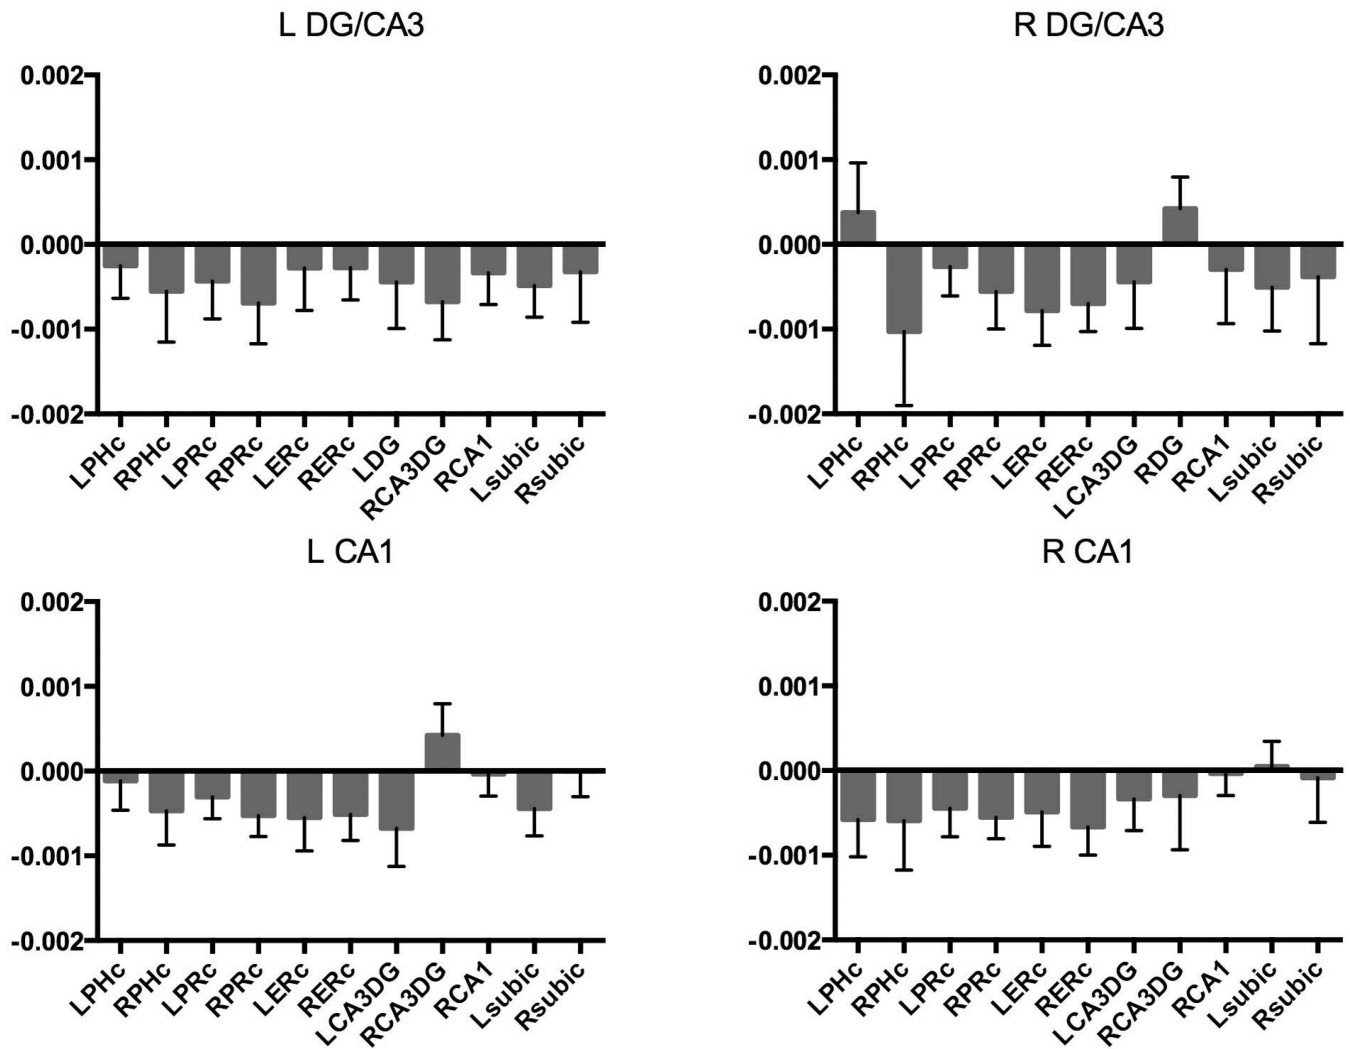 L DG/CA3
0.002
0.001
0.000
-0.001
-0.002
LPHc
RPHc
LPRc
RPRc
LERc
RERc
LDG
RCA3DG
RCA1
Lsubic
Rsubic
R DG/CA3
0.002
0.001
0.000
-0.001
-0.002
LPHc
RPHc
LPRc
RPRc
LERc
RERc
LCA3DG
RDG
RCA1
Lsubic
Rsubic
L CA1
0.002
0.001
0.000
-0.001
-0.002
LPHc
RPHc
LPRc
RPRc
LERc
RERc
LCA3DG
RCA3DG
RCA1
Lsubic
Rsubic
R CA1
0.002
0.001
0.000
-0.001
-0.002
LPHc
RPHc
LPRc
RPRc
LERc
RERc
LCA3DG
RCA3DG
RCA1
Lsubic
Rsubic